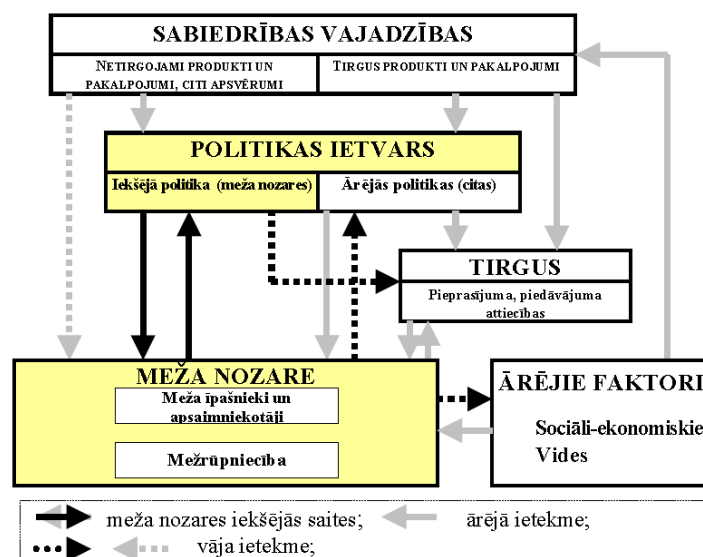 SABIEDRĪBAS VAJADZĪBAS
NETIRGOJAMI PRODUKTI UN
PAKALPOJUMI, CITI APSVĒRUMI
TIRGUS PRODUKTI UN PAKALPOJUMI
POLITIKAS IETVARS
Iekšējā politika (meža nozares)
Ārējās politikas (citas)
TIRGUS
Pieprasījuma, piedāvājuma
attiecības
MEŽA NOZARE
Meža īpašnieki un
apsaimniekotāji
Mežrūpniecība
ĀRĒJIE FAKTORI
Sociāli-ekonomiskie
Vides
meža nozares iekšējās saites;
ārējā ietekme;
vāja ietekme;